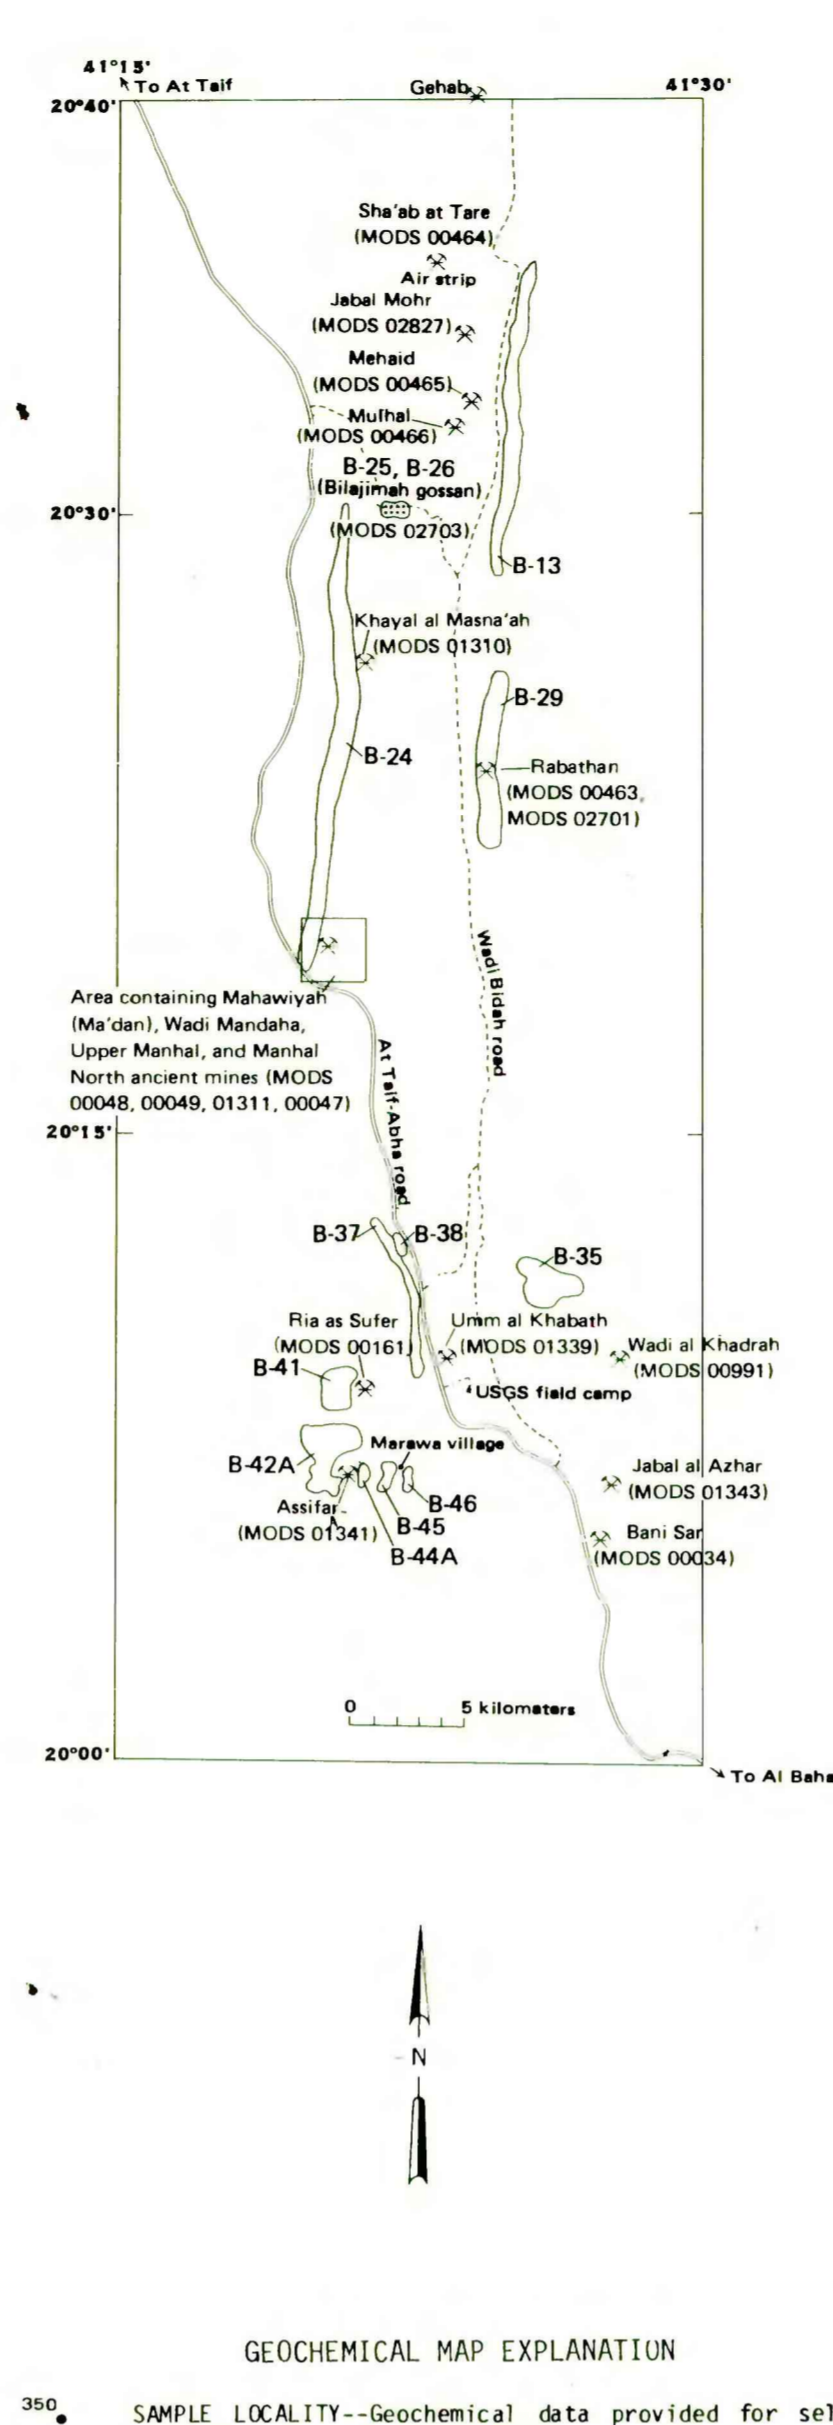 41°15'
To At Taif
Gehab
41°30'
20°40'
Sha'ab at Tare
(MODS 00464)
Air strip
Jabal Mohr
(MODS 02827)
Mehaid
(MODS 00465)
Mulhal
(MODS 00466)
B-25, B-26
(Bilajimah gossan)
20°30'
(MODS 02703)
B-13
Khayal al Masna'ah
(MODS 01310)
B-29
B-24
Rabathan
(MODS 00463,
MODS 02701)
Wadi Bidah road
Area containing Mahawiyah
(Ma'dan), Wadi Mandaha,
Upper Manhal, and Manhal
North ancient mines (MODS
00048, 00049, 01311, 00047)
At Taif-Abha road
20°15'
B-37
B-38
B-35
Ria as Sufer
(MODS 00161)
Umm al Khabath
(MODS 01339)
Wadi al Khadrah
(MODS 00991)
B-41
USGS field camp
Marawa village
B-42A
Jabal al Azhar
(MODS 01343)
Assifar
(MODS 01341)
B-46
B-45
B-44A
Bani Sar
(MODS 00034)
0 5 kilometers
20°00'
To Al Baha
N
GEOCHEMICAL MAP EXPLANATION
350 SAMPLE LOCALITY--Geochemical data provided for sel